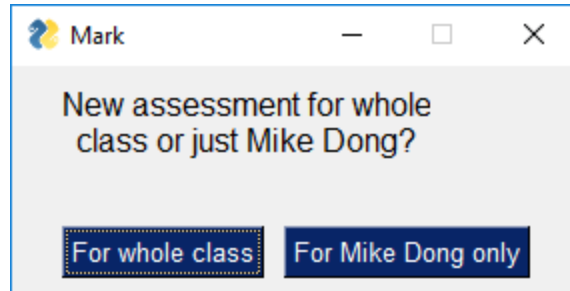 Mark
New assessment for whole
class or just Mike Dong?
For whole class
For Mike Dong only